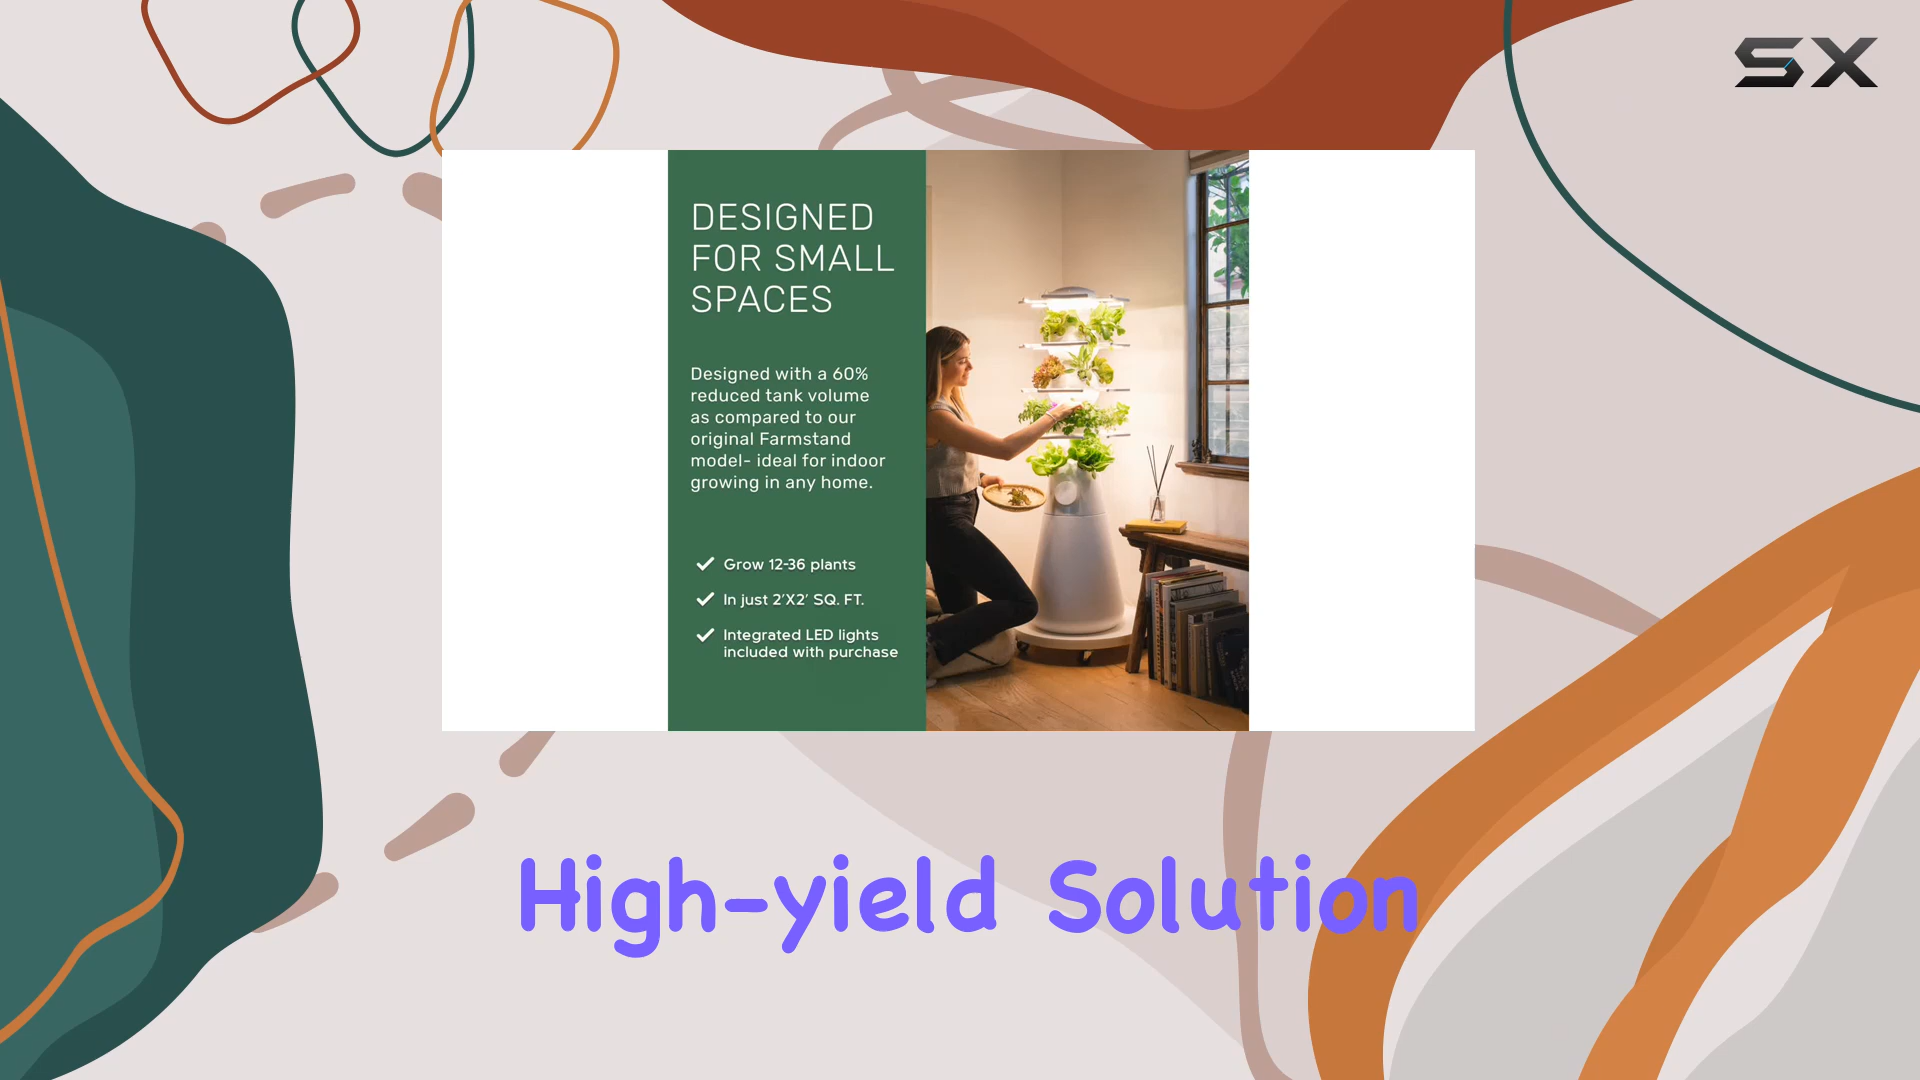 SX
DESIGNED
FOR SMALL
SPACES
Designed with a 60%
reduced tank volume
as compared to our
original Farmstand
model- ideal for indoor
growing in any home.
Grow 12-36 plants
In just 2'X2' SQ. FT.
Integrated LED lights
included with purchase
High-yield Solution